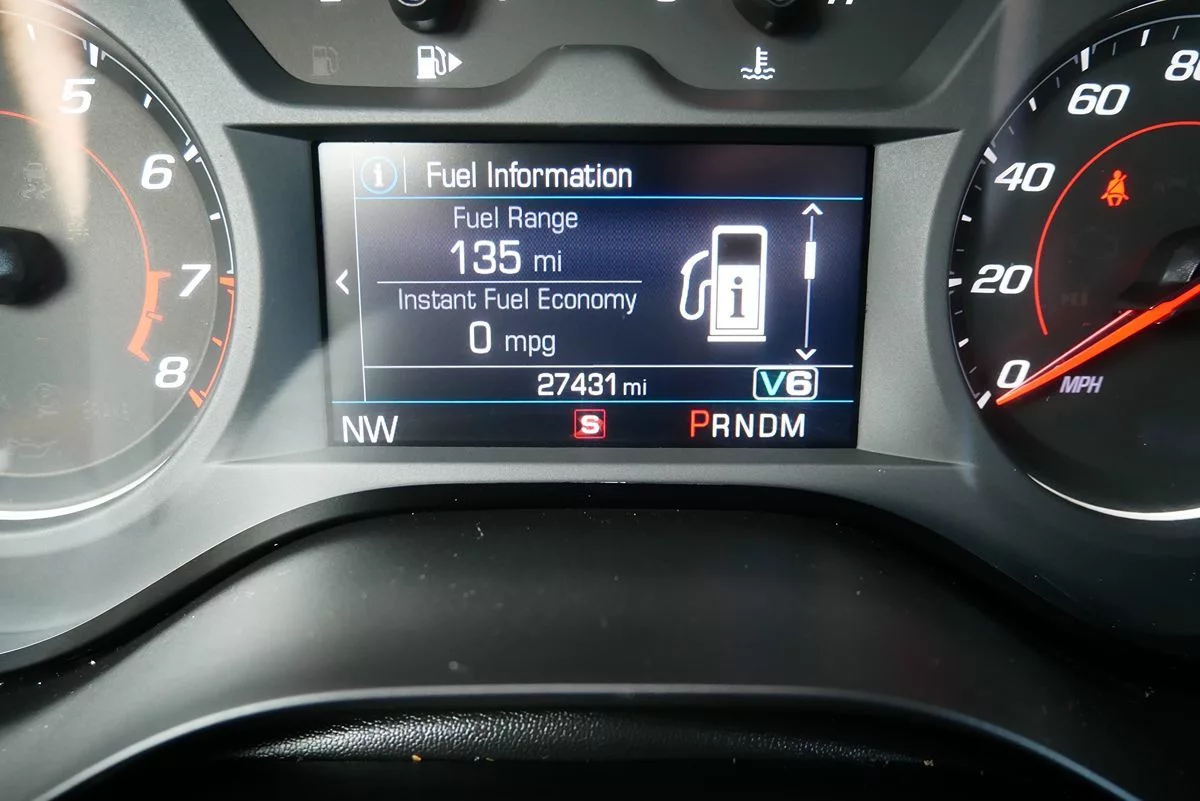 5
6
7
8
i Fuel Information
Fuel Range
135 mi
Instant Fuel Economy
0 mpg
i
27431 mi
V6
NW
S
PRNDM
80
60
40
20
0
MPH